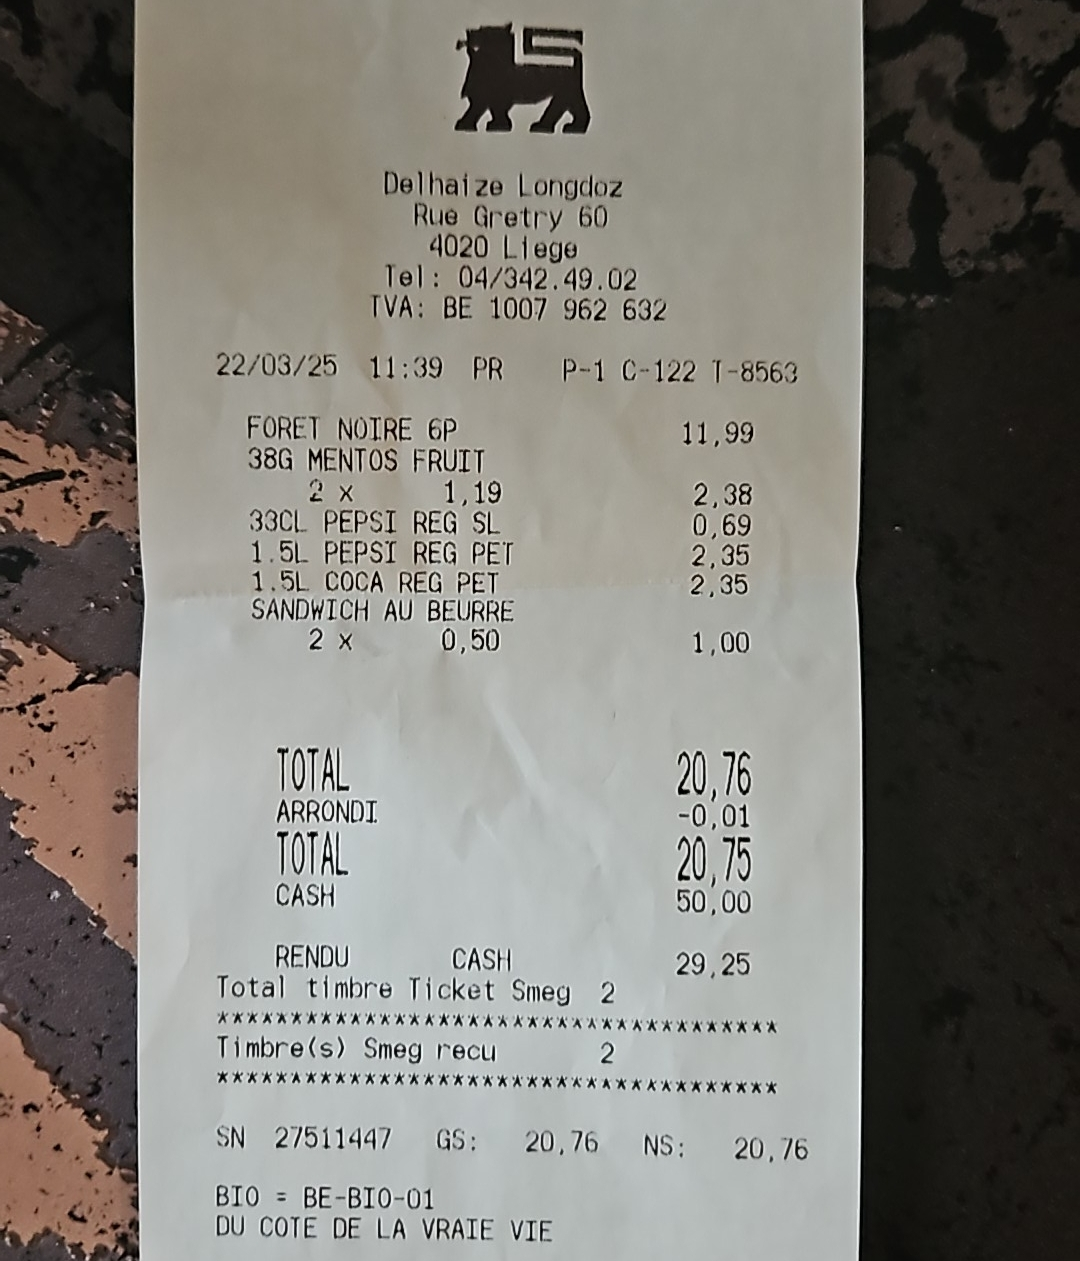 Delhaize Longdoz
Rue Gretry 60
4020 Liege
Tel: 04/342.49.02
TVA: BE 1007 962 632
22/03/25 11:39 PR P-1 C-122 T-8563
FORET NOIRE 6P 11,99
38G MENTOS FRUIT
2 x 1,19 2,38
33CL PEPSI REG SL 0,69
1.5L PEPSI REG PET 2,35
1.5L COCA REG PET 2,35
SANDWICH AU BEURRE
2 x 0,50 1,00
TOTAL 20,76
ARRONDI -0,01
TOTAL 20,75
CASH 50,00
RENDU CASH 29,25
Total timbre Ticket Smeg 2
**************************************
Timbre(s) Smeg recu 2
**************************************
SN 27511447 GS: 20,76 NS: 20,76
BIO = BE-BIO-01
DU COTE DE LA VRAIE VIE